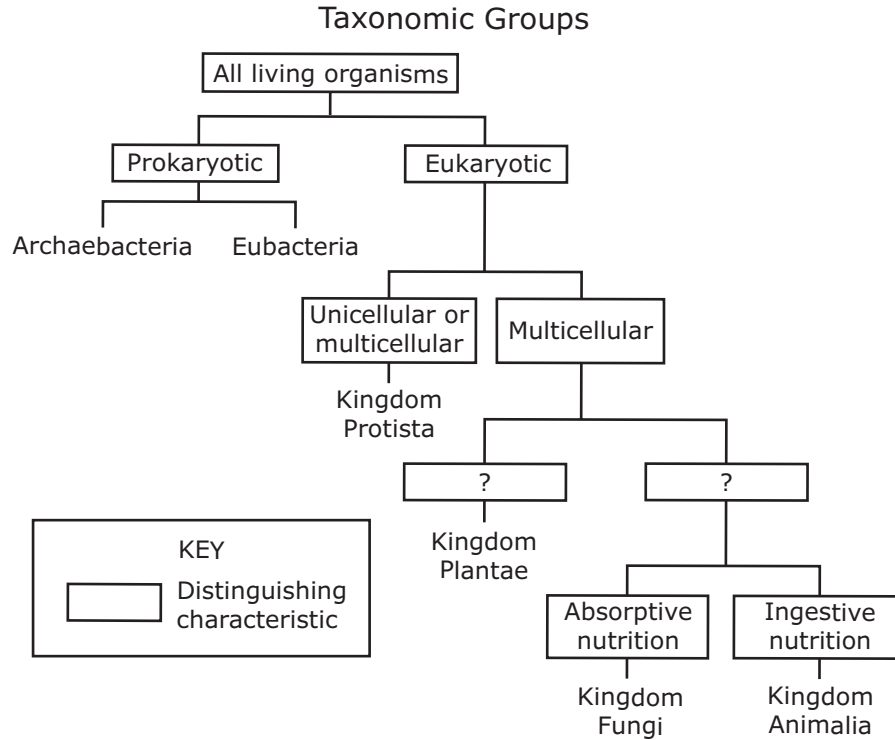 Taxonomic Groups
All living organisms
Prokaryotic
Eukaryotic
Archaebacteria
Eubacteria
Unicellular or
multicellular
Multicellular
Kingdom
Protista
?
?
Kingdom
Plantae
KEY
Distinguishing
characteristic
Absorptive
nutrition
Ingestive
nutrition
Kingdom
Fungi
Kingdom
Animalia